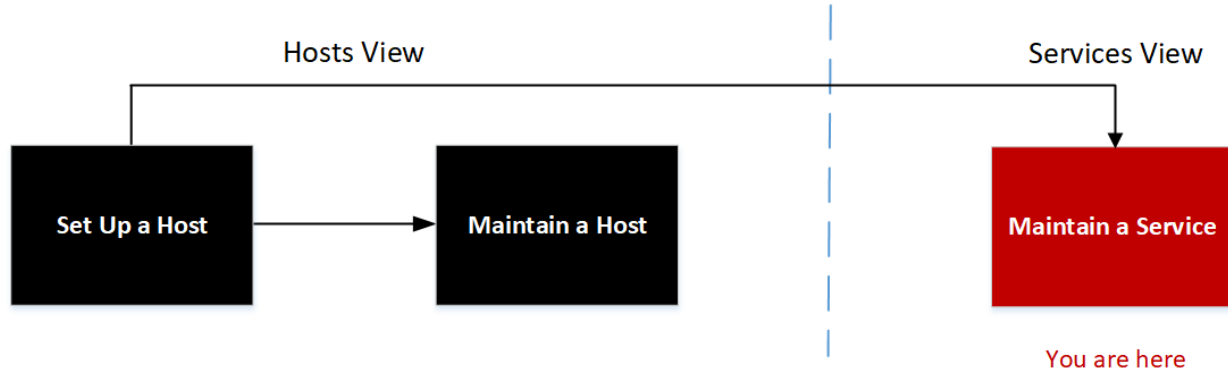 Hosts View
Services View
Set Up a Host
Maintain a Host
Maintain a Service
You are here